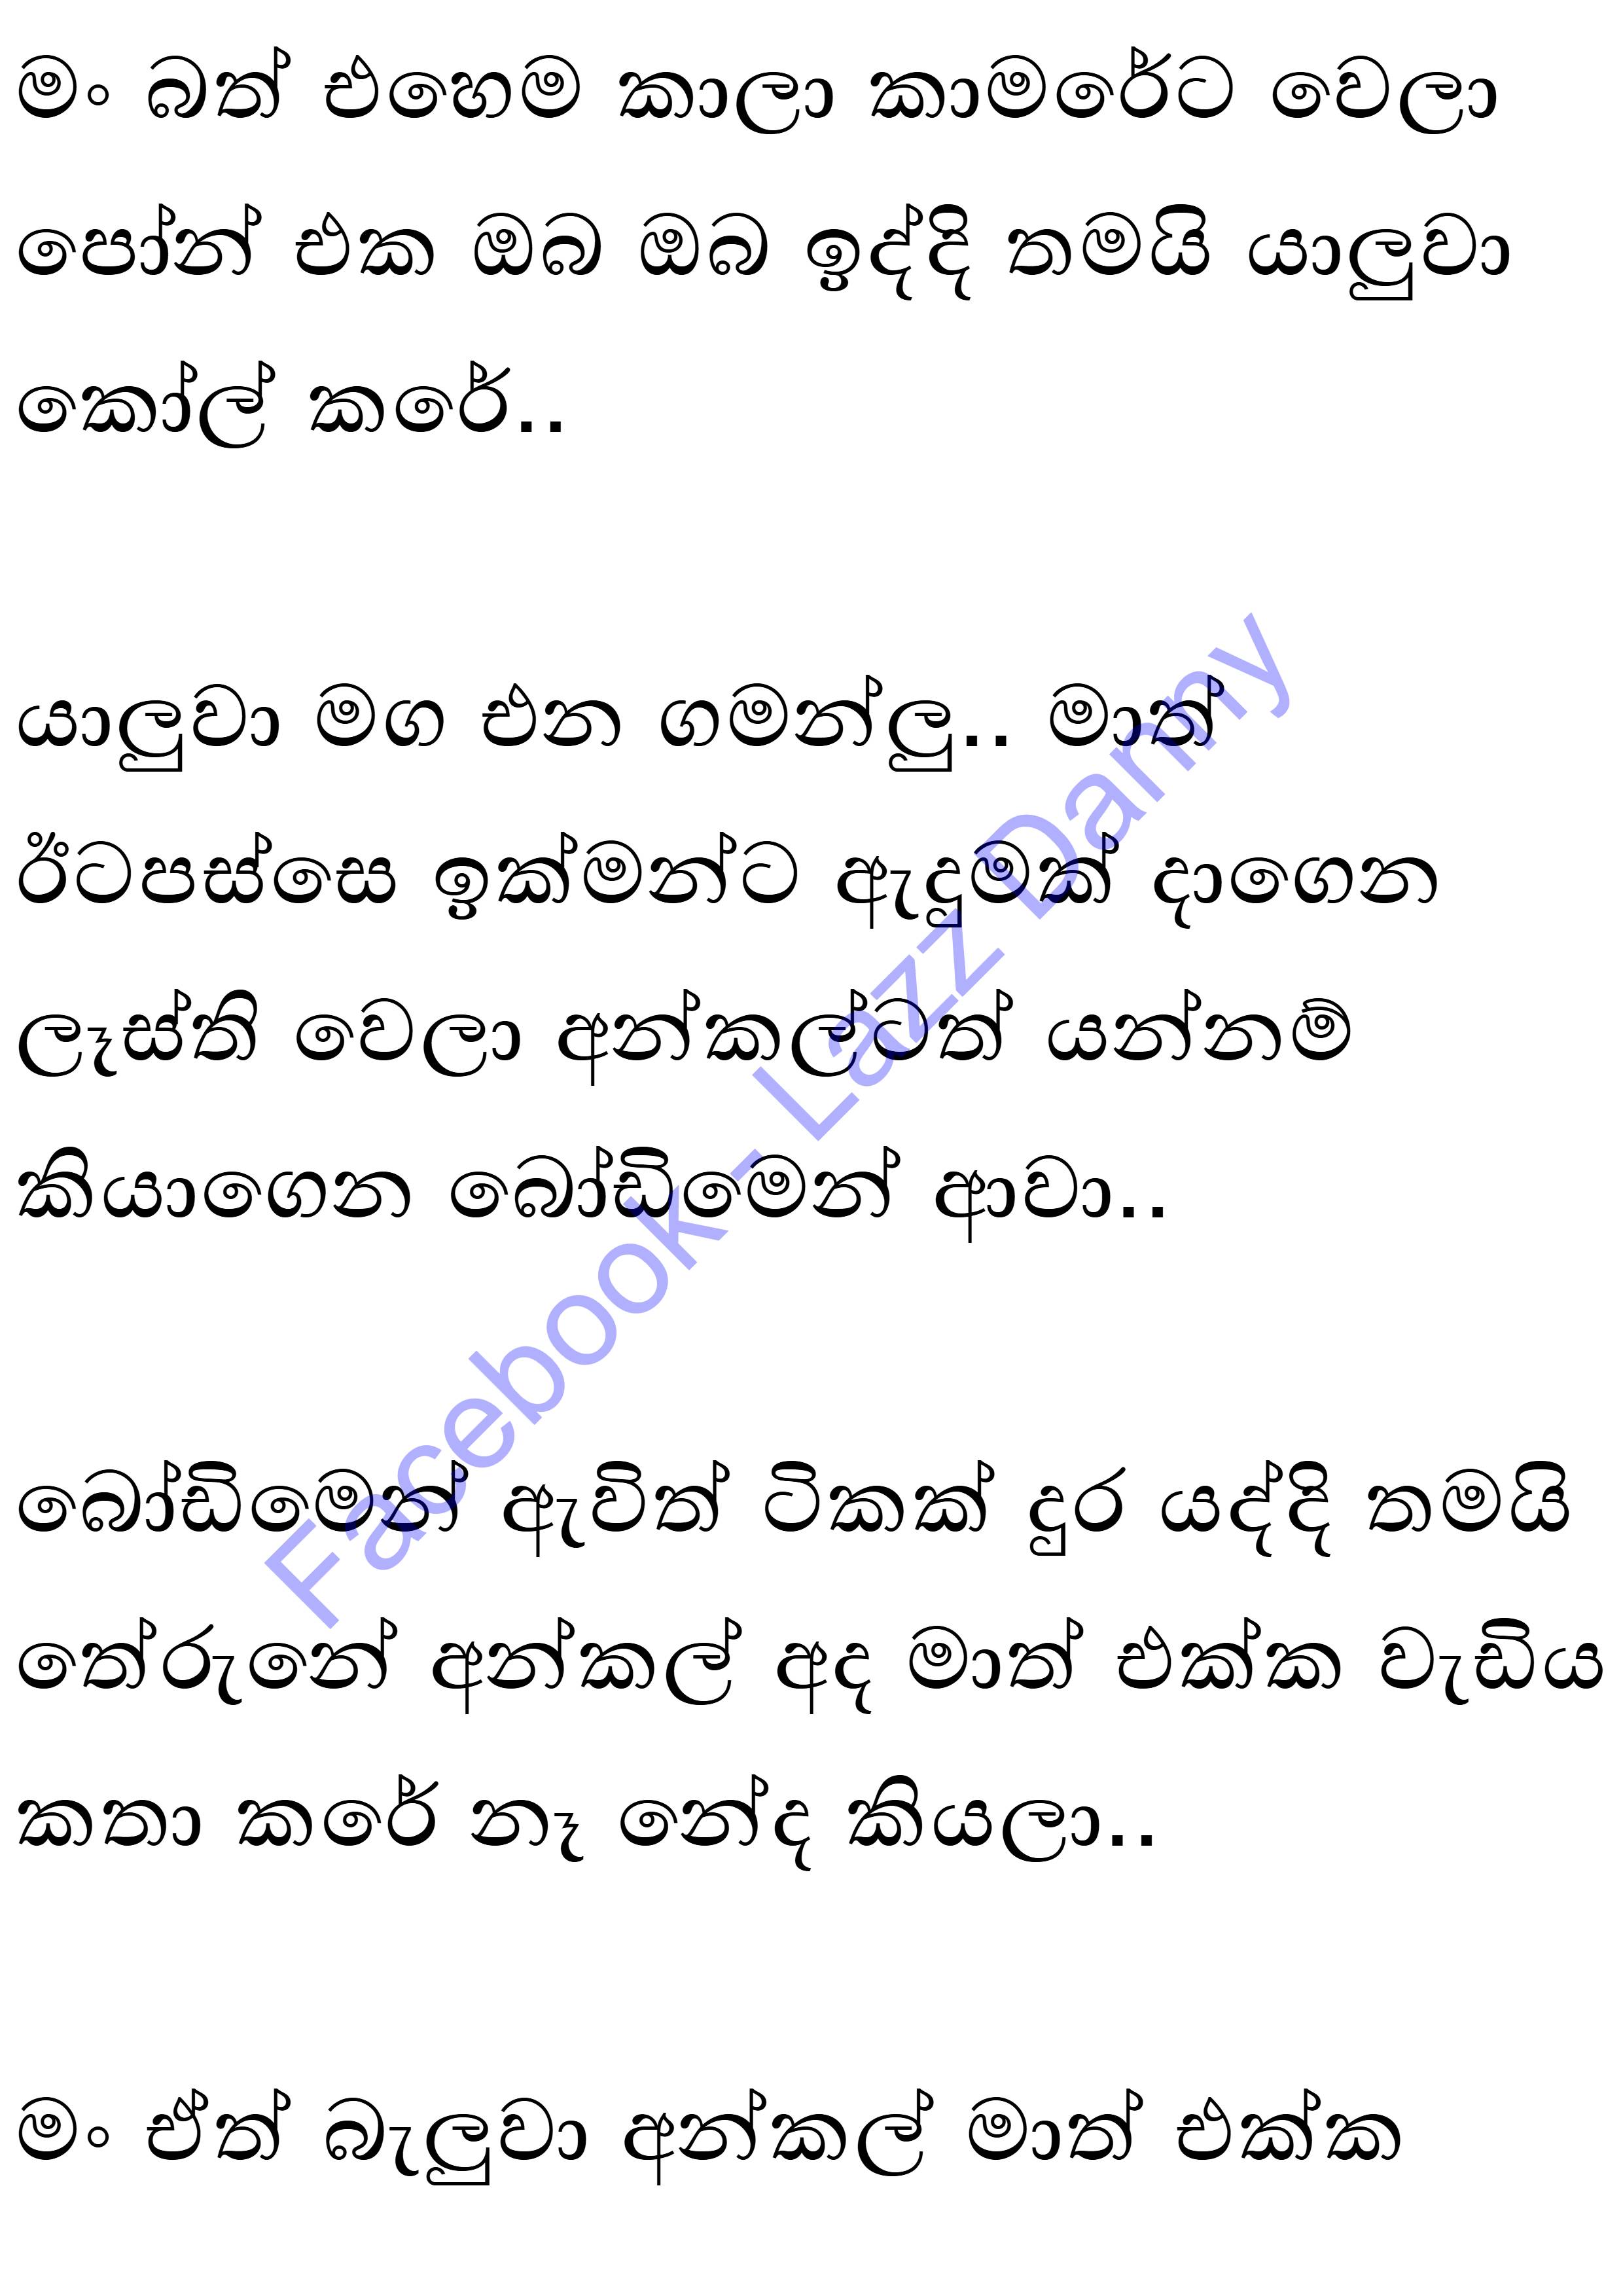 මං බත් එහෙම කාලා කාමරේට වෙලා
පෝන් එක ඔබ ඔබ ඉද්දි තමයි යාලුවා
කෝල් කරේ..
යාලුවා මග එන ගමන්ලු.. මාත්
ඊටපස්සෙ ඉක්මන්ට ඇදුමක් දාගෙන
ලෑස්ති වෙලා අන්කල්ටත් යන්නම්
කියාගෙන බෝඩිමෙන් ආවා..
බෝඩිමෙන් ඇවිත් ටිකක් දුර යද්දි තමයි
තේරුනේ අන්කල් අද මාත් එක්ක වැඩිය
කතා කරේ නෑ නේද කියලා..
මං ඒත් බැලුවා අන්කල් මාත් එක්ක
Facebook - Lazz Danny